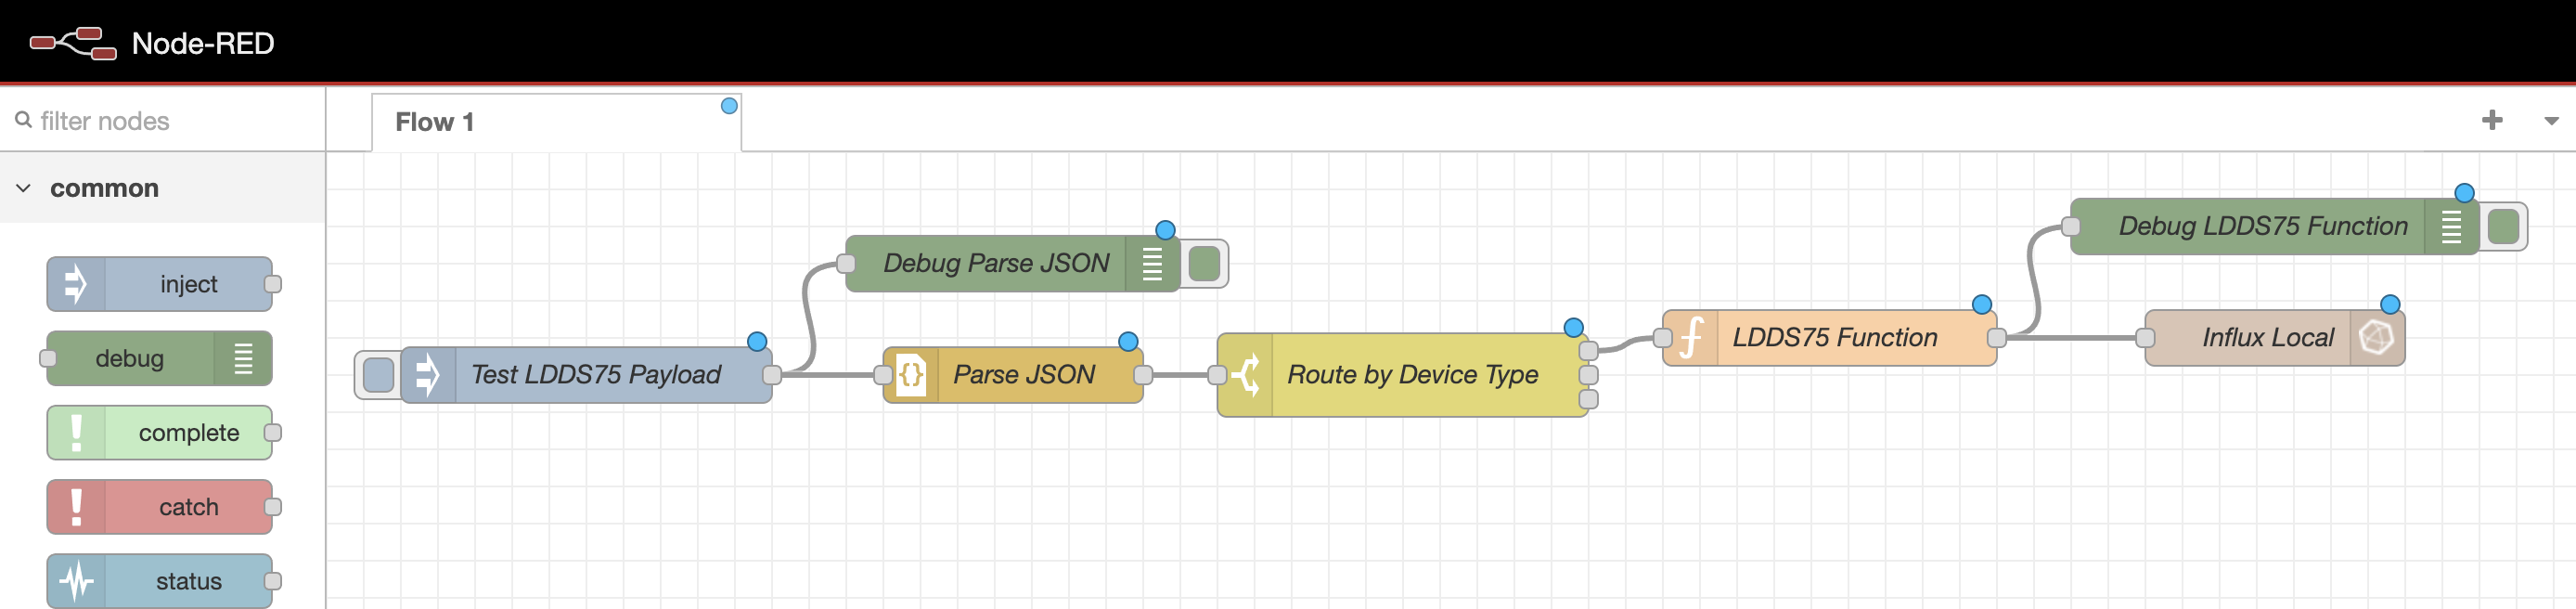 Node-RED
filter nodes
Flow 1
common
inject
debug
complete
catch
status
Debug Parse JSON
Debug LDDS75 Function
Test LDDS75 Payload
Parse JSON
Route by Device Type
LDDS75 Function
Influx Local